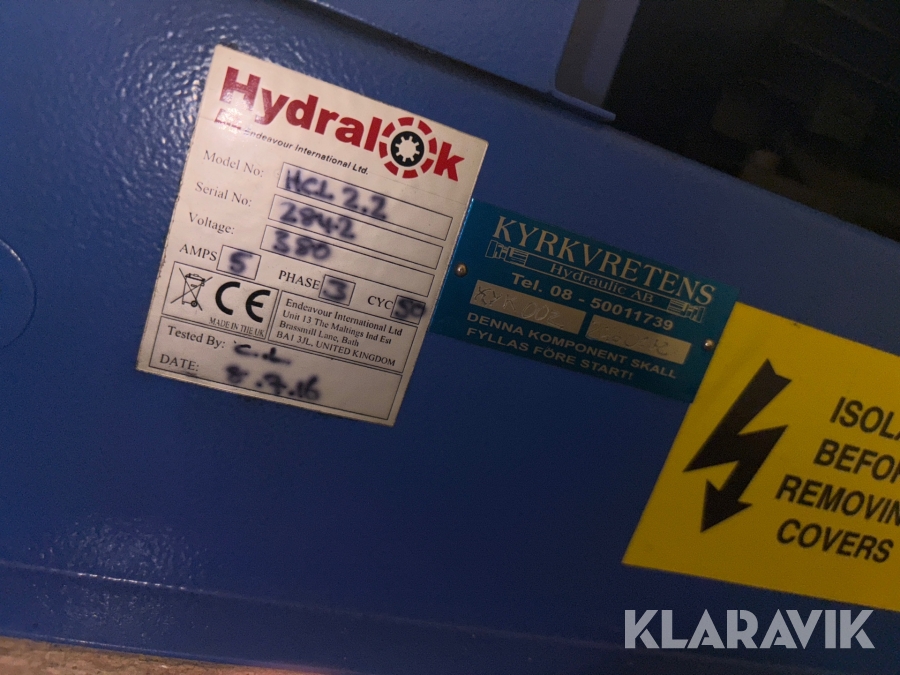 Hydralok
Endeavour International Ltd.
Model No: HCL 2.2
Serial No: 2842
Voltage: 380
AMPS 5 PHASE 3 CYC 50
CE
MADE IN THE UK
Endeavour International Ltd
Unit 13 The Maltings Ind Est
Brassmill Lane, Bath
BA1 3JL, UNITED KINGDOM
Tested By: C.L
DATE: 8.7.16
KYRKVRETENS
Hydraulic AB
Tel. 08 - 50011739
DENNA KOMPONENT SKALL
FYLLAS FÖRE START!
ISOLA
BEFOR
REMOVIN
COVERS
KLARAVIK